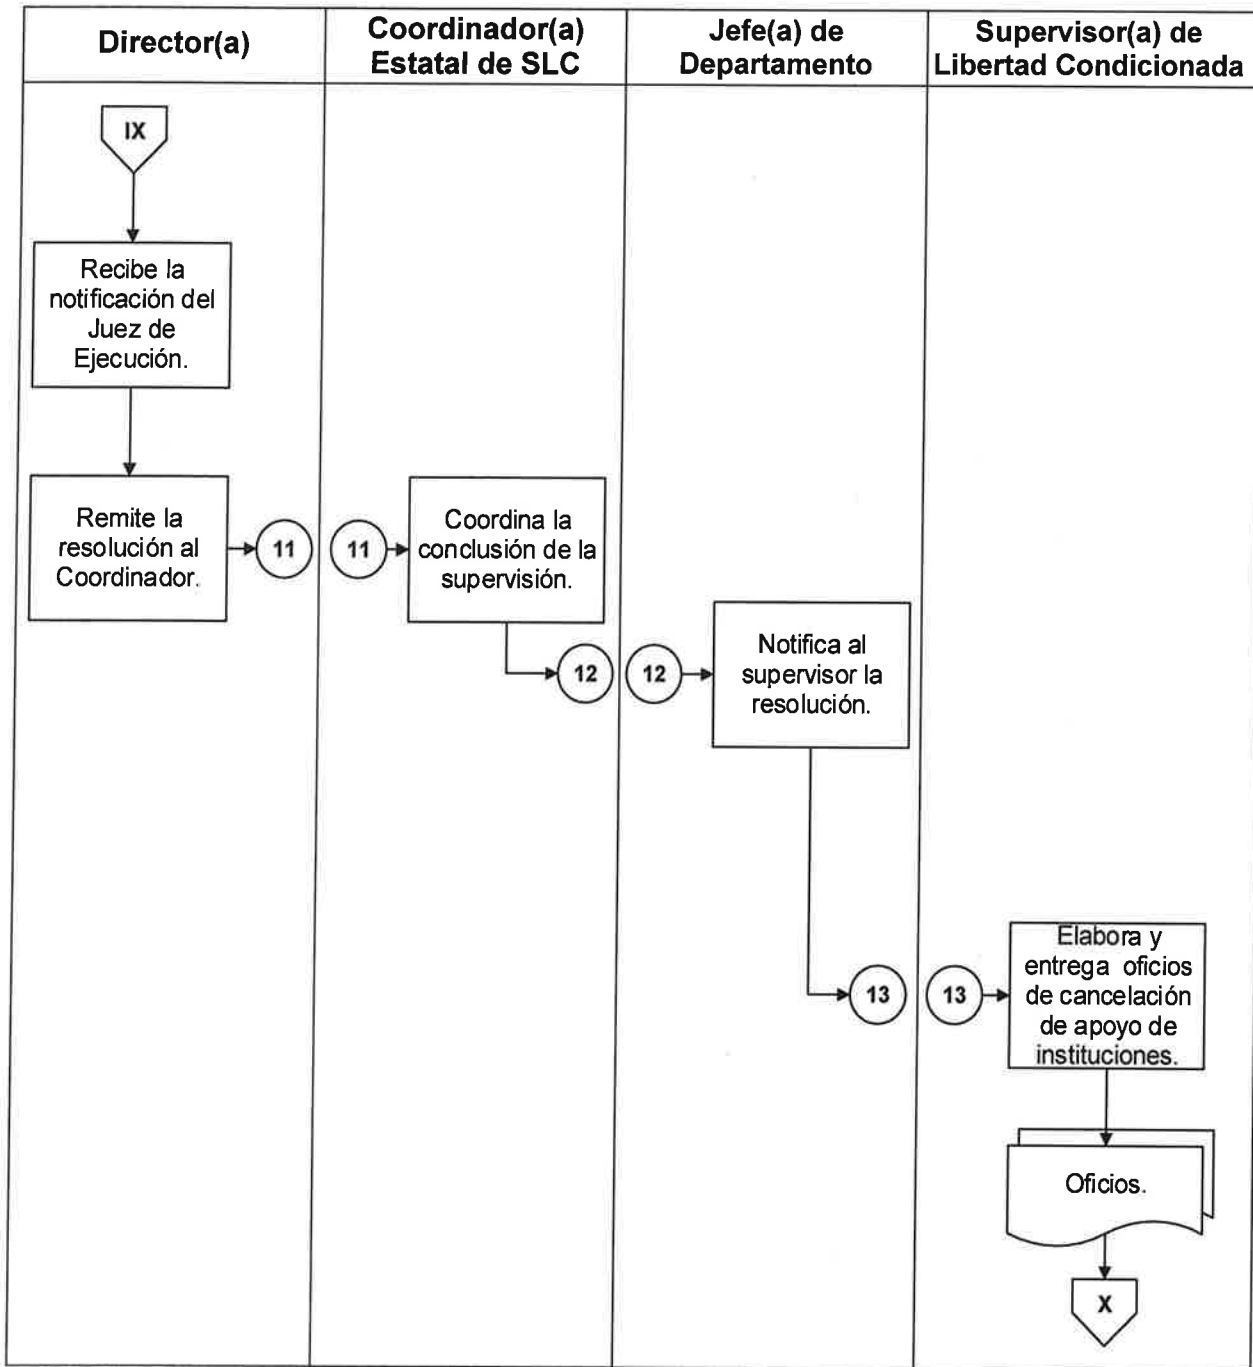 Director(a)
Coordinador(a)
Estatal de SLC
Jefe(a) de
Departamento
Supervisor(a) de
Libertad Condicionada
IX
Recibe la
notificación del
Juez de
Ejecución.
Remite la
resolución al
Coordinador.
11
11
Coordina la
conclusión de la
supervisión.
12
12
Notifica al
supervisor la
resolución.
13
13
Elabora y
entrega oficios
de cancelación
de apoyo de
instituciones.
Oficios.
X